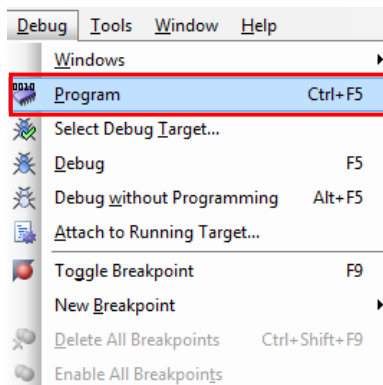 Debug Tools Window Help
Windows
0010 Program Ctrl+F5
Select Debug Target...
Debug F5
Debug without Programming Alt+F5
Attach to Running Target...
Toggle Breakpoint F9
New Breakpoint
Delete All Breakpoints Ctrl+Shift+F9
Enable All Breakpoints